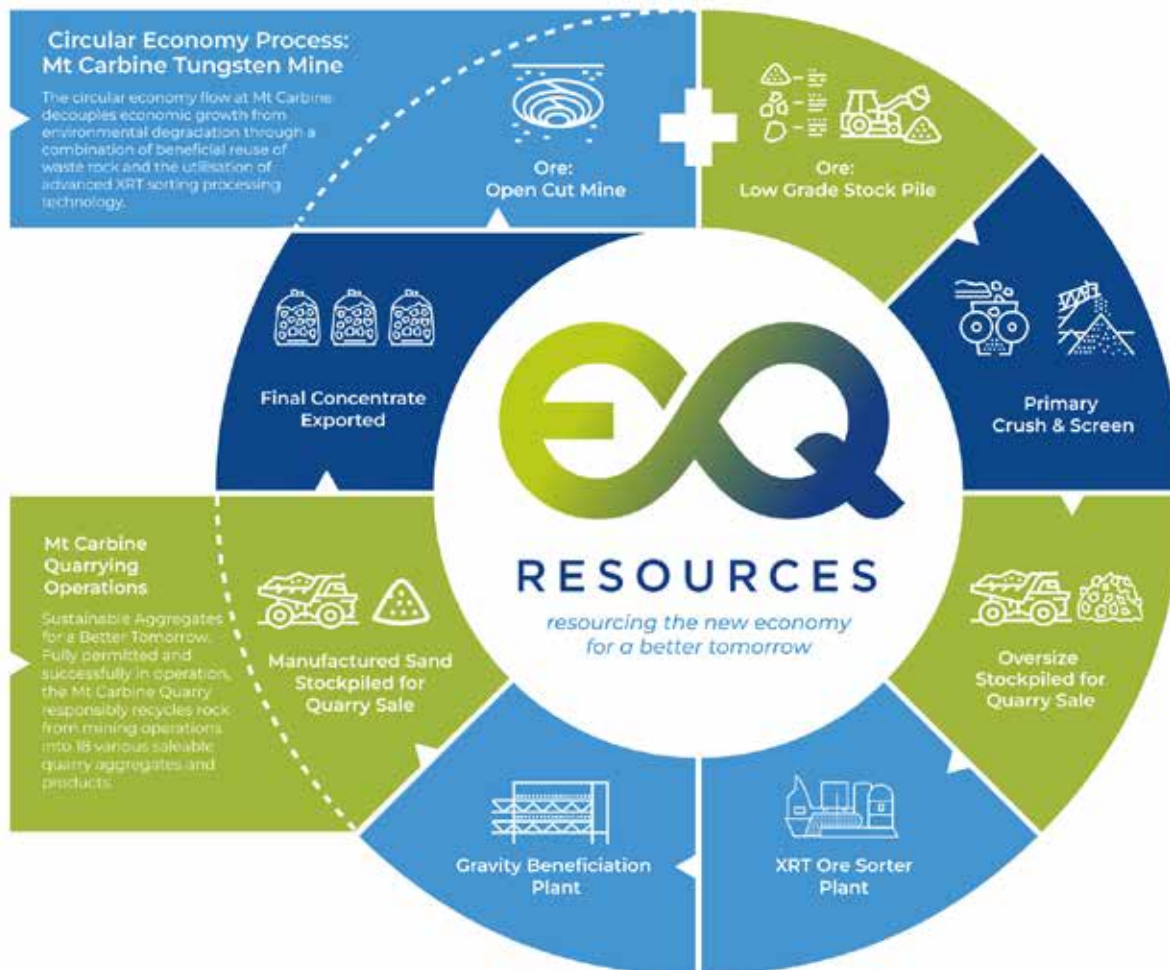 Circular Economy Process:
Mt Carbine Tungsten Mine
The circular economy flow at Mt Carbine
decouples economic growth from
environmental degradation through a
combination of beneficial reuse of
waste rock and the utilisation of
advanced XRT sorting processing
technology.
Ore:
Open Cut Mine
Ore:
Low Grade Stock Pile
Primary
Crush & Screen
Oversize
Stockpiled for
Quarry Sale
XRT Ore Sorter
Plant
Gravity Beneficiation
Plant
Manufactured Sand
Stockpiled for
Quarry Sale
Final Concentrate
Exported
Mt Carbine
Quarrying
Operations
Sustainable Aggregates
for a Better Tomorrow.
Fully permitted and
successfully in operation,
the Mt Carbine Quarry
responsibly recycles rock
from mining operations
into 18 various saleable
quarry aggregates and
products.
EQ
RESOURCES
resourcing the new economy
for a better tomorrow